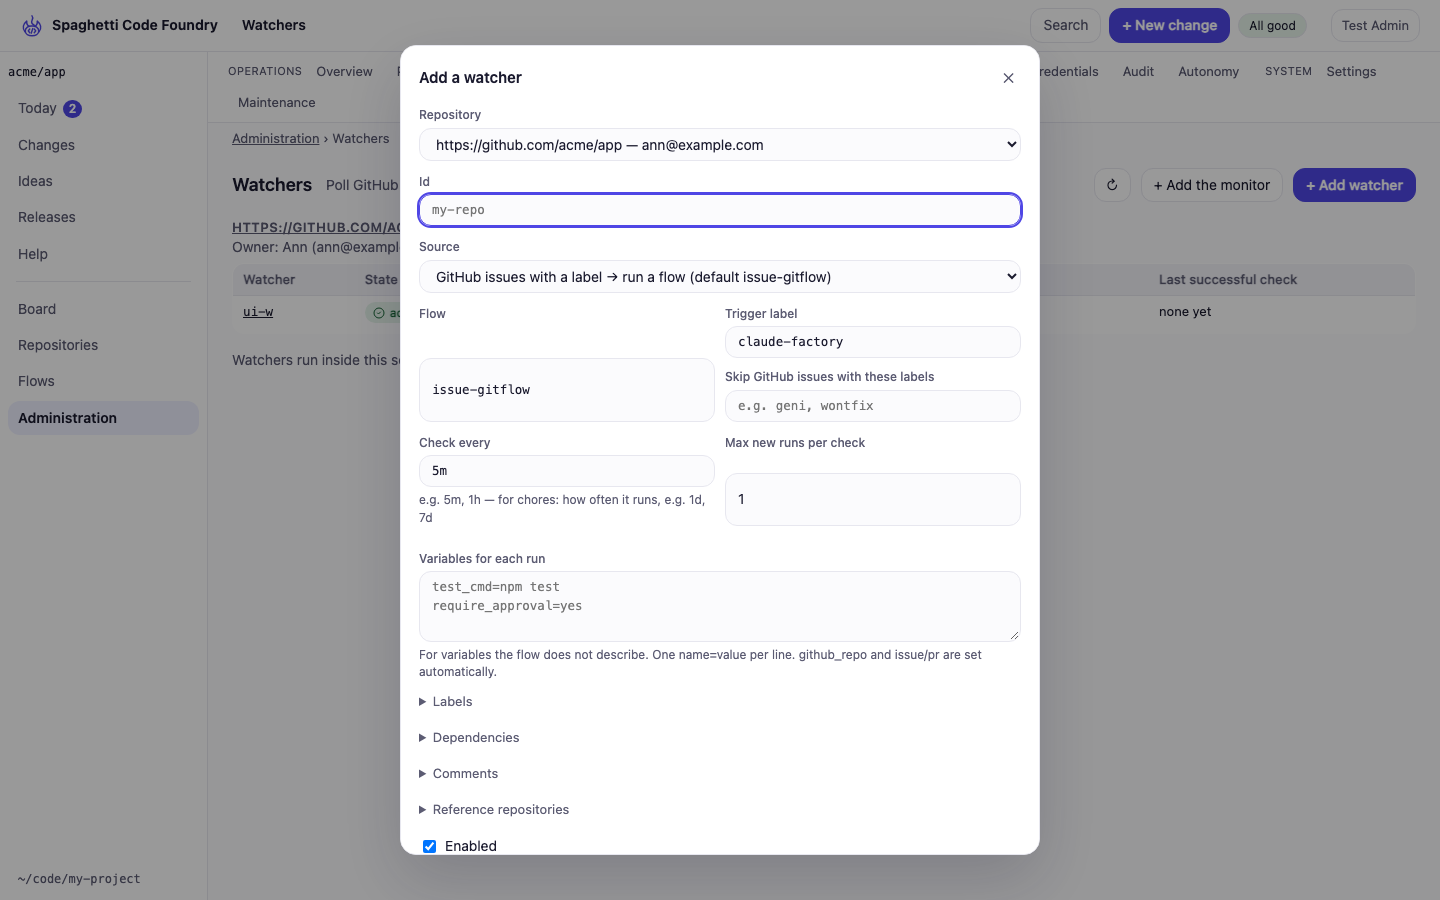 Spaghetti Code Foundry
Watchers
Search
+ New change
All good
Test Admin
acme/app
Today 2
Changes
Ideas
Releases
Help
Board
Repositories
Flows
Administration
~/code/my-project
OPERATIONS
Overview
redentials
Audit
Autonomy
SYSTEM
Settings
Maintenance
Administration › Watchers
Watchers
Poll GitHub
+ Add the monitor
+ Add watcher
HTTPS://GITHUB.COM/AC
Owner: Ann (ann@exampl
Watcher
State
Last successful check
ui-w
none yet
Watchers run inside this se
Add a watcher
Repository
https://github.com/acme/app — ann@example.com
Id
my-repo
Source
GitHub issues with a label → run a flow (default issue-gitflow)
Flow
issue-gitflow
Trigger label
claude-factory
Skip GitHub issues with these labels
e.g. geni, wontfix
Check every
5m
e.g. 5m, 1h — for chores: how often it runs, e.g. 1d,
7d
Max new runs per check
1
Variables for each run
test_cmd=npm test
require_approval=yes
For variables the flow does not describe. One name=value per line. github_repo and issue/pr are set
automatically.
Labels
Dependencies
Comments
Reference repositories
Enabled